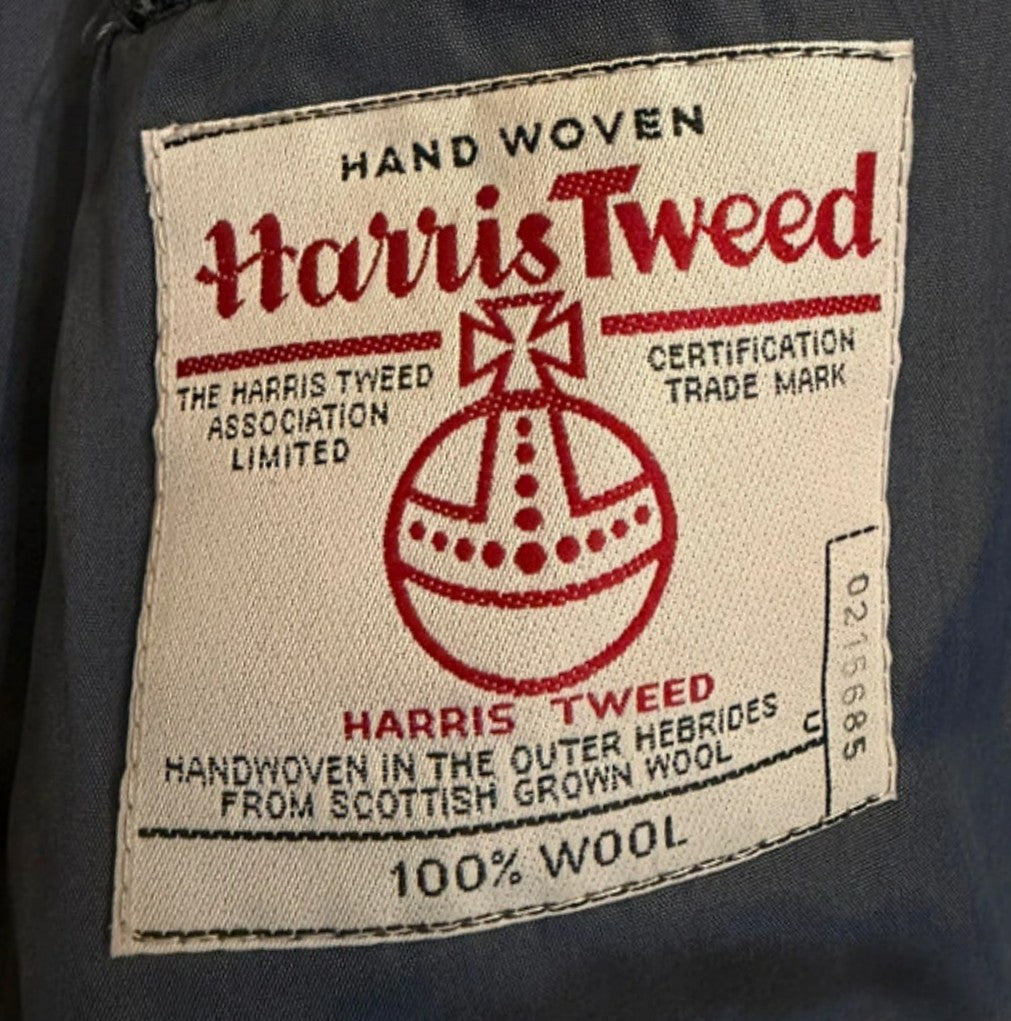 HAND WOVEN
Harris Tweed
THE HARRIS TWEED
ASSOCIATION
LIMITED
CERTIFICATION
TRADE MARK
HARRIS TWEED
HANDWOVEN IN THE OUTER HEBRIDES
FROM SCOTTISH GROWN WOOL
U
0215685
100% WOOL